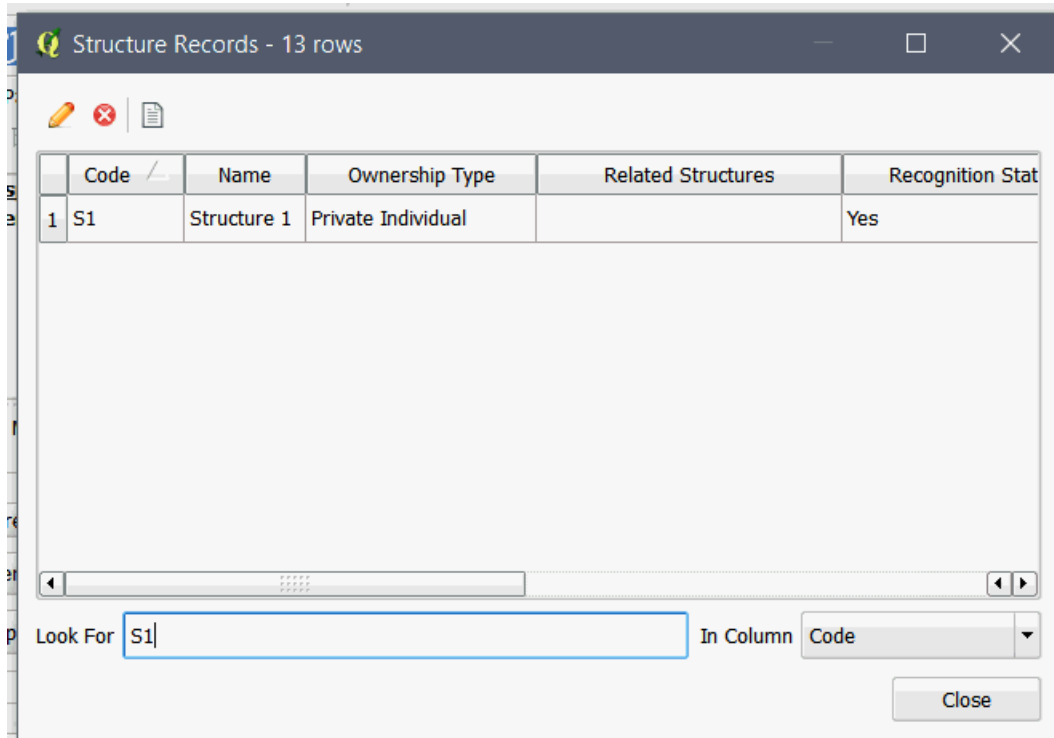 Structure Records - 13 rows
Code Name Ownership Type Related Structures Recognition Stat
1 S1 Structure 1 Private Individual Yes
Look For S1 In Column Code
Close